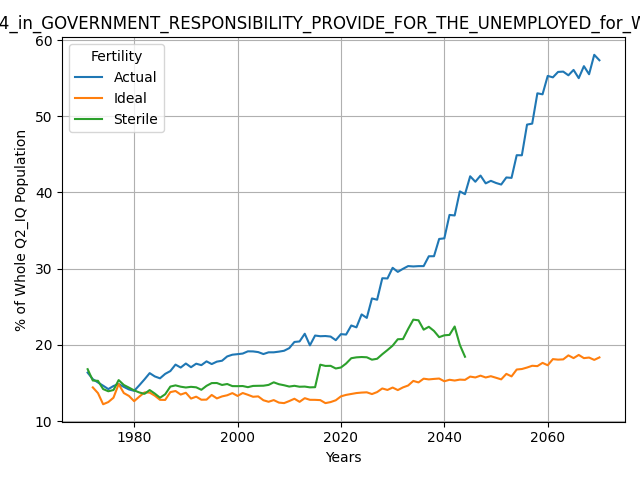 4_in_GOVERNMENT_RESPONSIBILITY_PROVIDE_FOR_THE_UNEMPLOYED_for_W
Fertility
Actual
Ideal
Sterile
% of Whole Q2_IQ Population
60
50
40
30
20
10
1980
2000
2020
2040
2060
Years